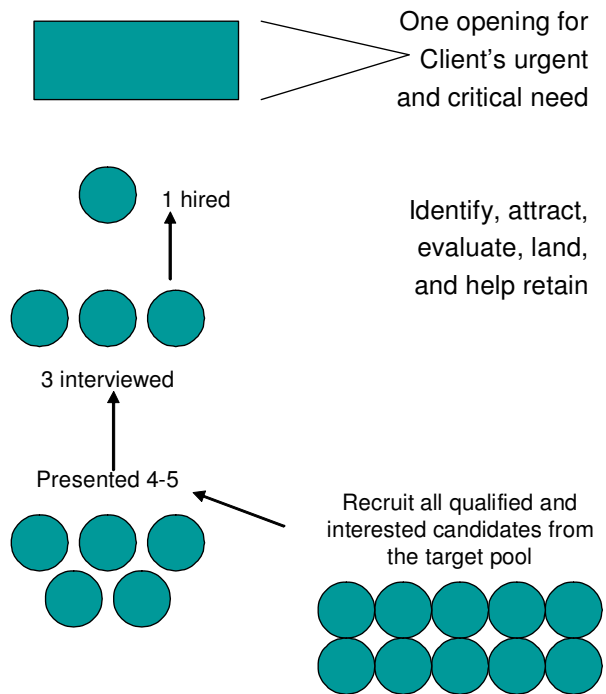 One opening for
Client's urgent
and critical need
1 hired
Identify, attract,
evaluate, land,
and help retain
3 interviewed
Presented 4-5
Recruit all qualified and
interested candidates from
the target pool